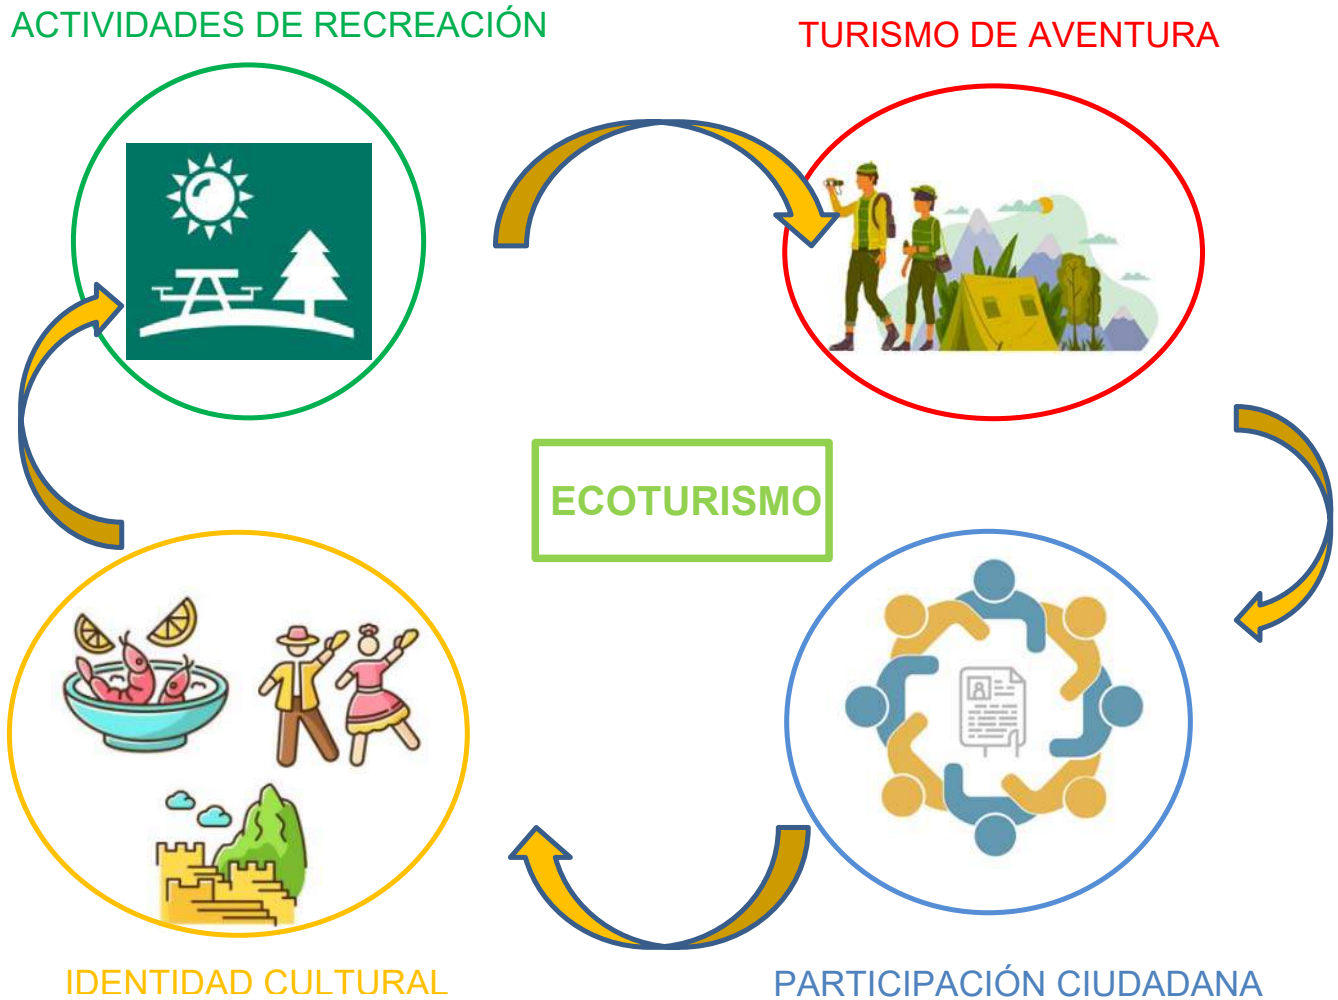 ACTIVIDADES DE RECREACIÓN
TURISMO DE AVENTURA
ECOTURISMO
IDENTIDAD CULTURAL
PARTICIPACIÓN CIUDADANA